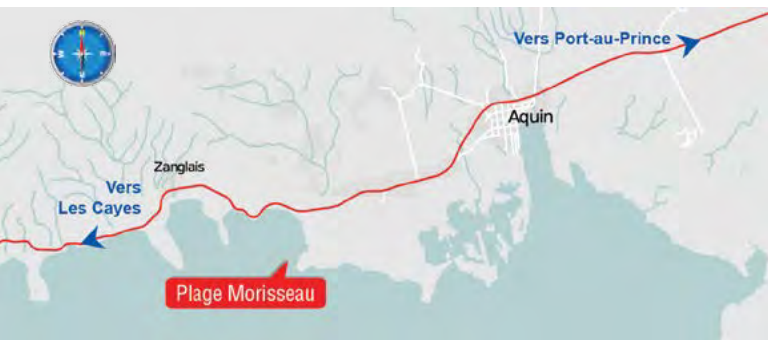 Vers Port-au-Prince
Aquin
Zanglais
Vers
Les Cayes
Plage Morisseau